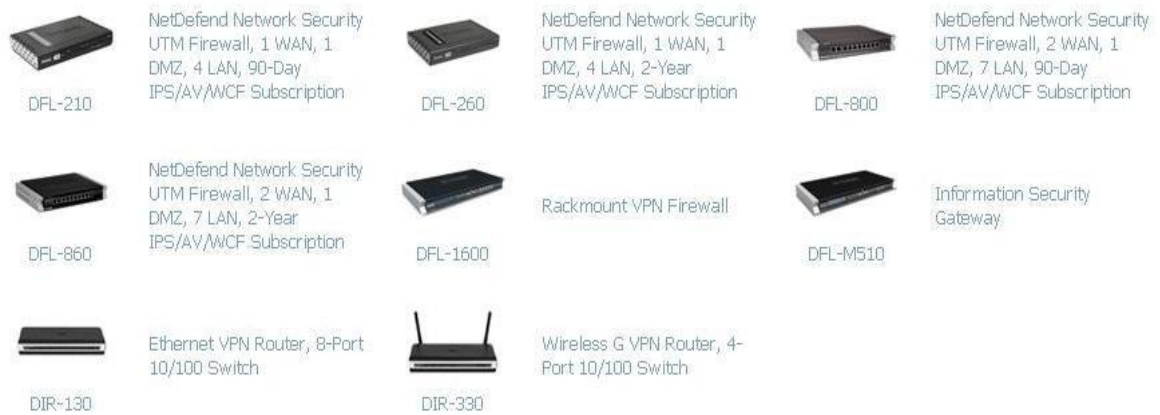 NetDefend Network Security
UTM Firewall, 1 WAN, 1
DMZ, 4 LAN, 90-Day
IPS/AV/WCF Subscription
DFL-210
NetDefend Network Security
UTM Firewall, 1 WAN, 1
DMZ, 4 LAN, 2-Year
IPS/AV/WCF Subscription
DFL-260
NetDefend Network Security
UTM Firewall, 2 WAN, 1
DMZ, 7 LAN, 90-Day
IPS/AV/WCF Subscription
DFL-800
NetDefend Network Security
UTM Firewall, 2 WAN, 1
DMZ, 7 LAN, 2-Year
IPS/AV/WCF Subscription
DFL-860
Rackmount VPN Firewall
DFL-1600
Information Security
Gateway
DFL-M510
Ethernet VPN Router, 8-Port
10/100 Switch
DIR-130
Wireless G VPN Router, 4-
Port 10/100 Switch
DIR-330